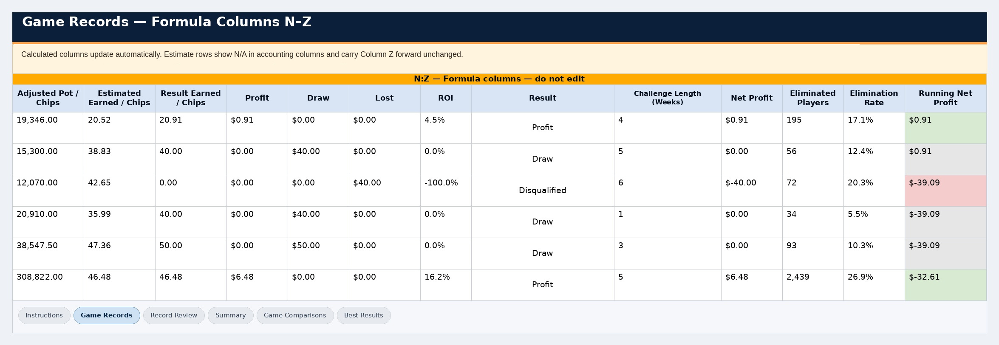 Game Records — Formula Columns N–Z
Calculated columns update automatically. Estimate rows show N/A in accounting columns and carry Column Z forward unchanged.
N:Z — Formula columns — do not edit
Adjusted Pot / Chips Estimated Earned / Chips Result Earned / Chips Profit Draw Lost ROI Result Challenge Length (Weeks) Net Profit Eliminated Players Elimination Rate Running Net Profit
19,346.00 20.52 20.91 $0.91 $0.00 $0.00 4.5% Profit 4 $0.91 195 17.1% $0.91
15,300.00 38.83 40.00 $0.00 $40.00 $0.00 0.0% Draw 5 $0.00 56 12.4% $0.91
12,070.00 42.65 0.00 $0.00 $0.00 $40.00 -100.0% Disqualified 6 $-40.00 72 20.3% $-39.09
20,910.00 35.99 40.00 $0.00 $40.00 $0.00 0.0% Draw 1 $0.00 34 5.5% $-39.09
38,547.50 47.36 50.00 $0.00 $50.00 $0.00 0.0% Draw 3 $0.00 93 10.3% $-39.09
308,822.00 46.48 46.48 $6.48 $0.00 $0.00 16.2% Profit 5 $6.48 2,439 26.9% $-32.61
Instructions Game Records Record Review Summary Game Comparisons Best Results